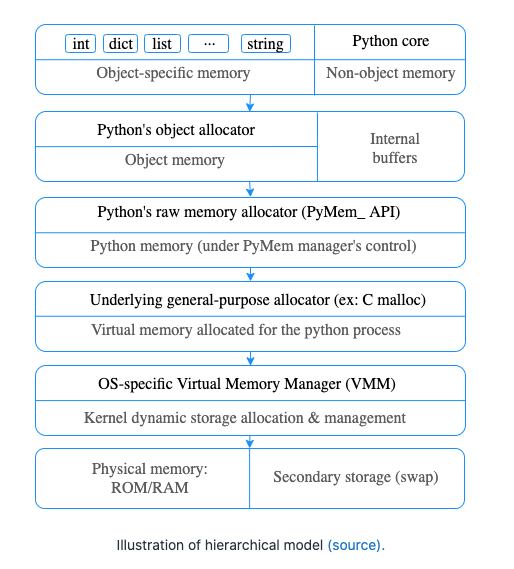 int dict list ... string
Python core
Object-specific memory
Non-object memory
Python's object allocator
Object memory
Internal
buffers
Python's raw memory allocator (PyMem_ API)
Python memory (under PyMem manager's control)
Underlying general-purpose allocator (ex: C malloc)
Virtual memory allocated for the python process
OS-specific Virtual Memory Manager (VMM)
Kernel dynamic storage allocation & management
Physical memory:
ROM/RAM
Secondary storage (swap)
Illustration of hierarchical model (source).